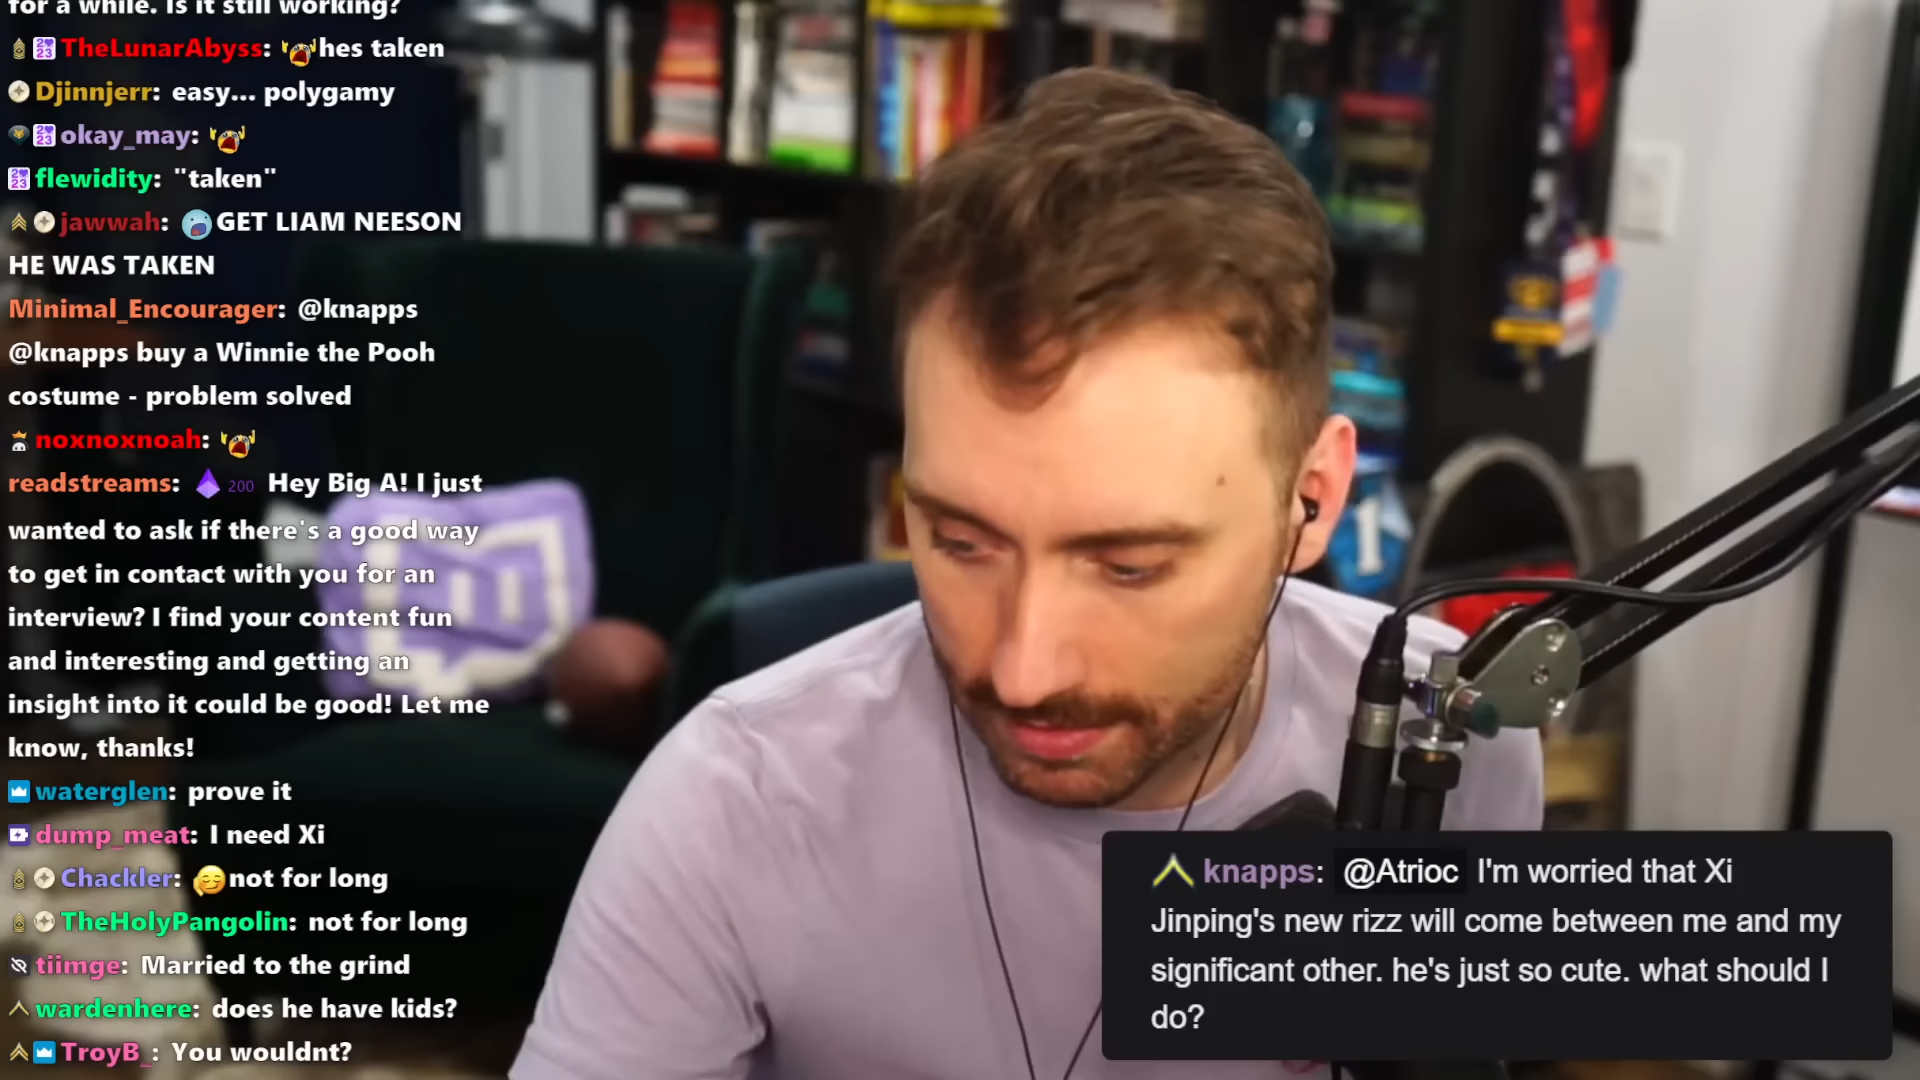 for a while. Is it still working?
TheLunarAbyss: hes taken
Djinnjerr: easy... polygamy
okay_may:
flewidity: "taken"
jawwah: GET LIAM NEESON
HE WAS TAKEN
Minimal_Encourager: @knapps
@knapps buy a Winnie the Pooh
costume - problem solved
noxnoxnoah:
readstreams: 200 Hey Big A! I just
wanted to ask if there's a good way
to get in contact with you for an
interview? I find your content fun
and interesting and getting an
insight into it could be good! Let me
know, thanks!
waterglen: prove it
dump_meat: I need Xi
Chackler: not for long
TheHolyPangolin: not for long
tiimge: Married to the grind
wardenhere: does he have kids?
TroyB_: You wouldnt?
1
knapps: @Atrioc I'm worried that Xi
Jinping's new rizz will come between me and my
significant other. he's just so cute. what should I
do?